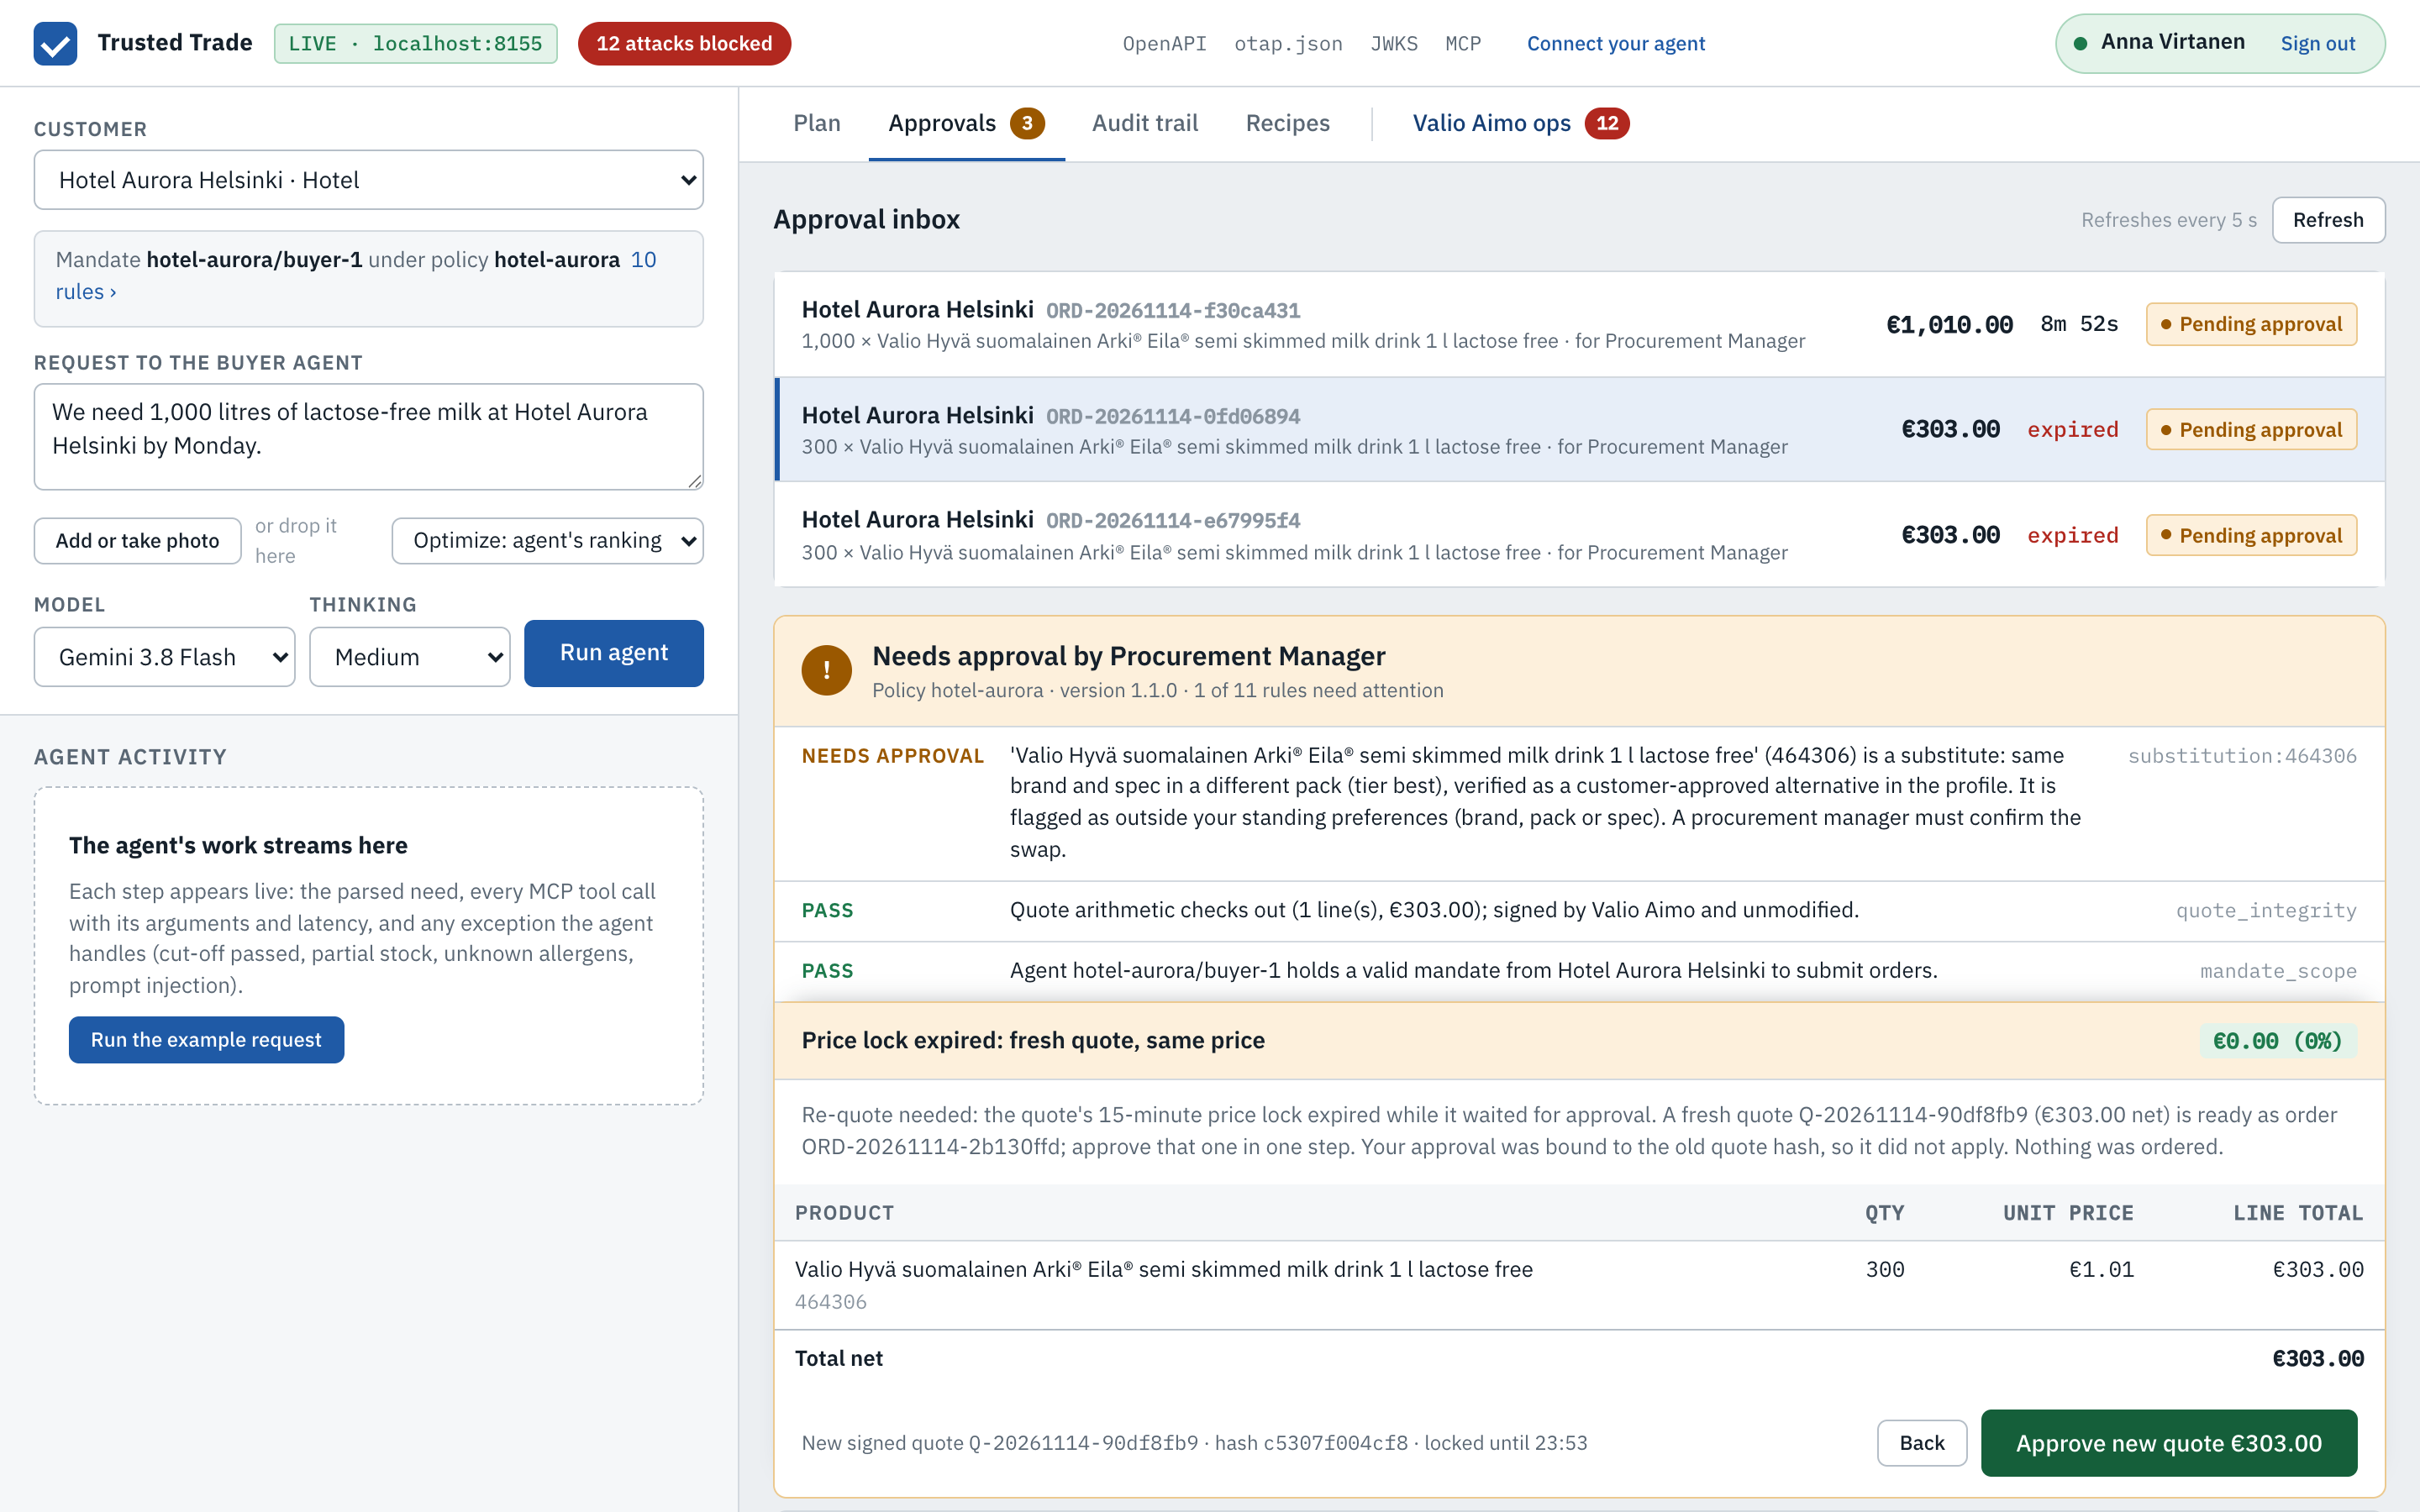 Trusted Trade
LIVE · localhost:8155
12 attacks blocked
OpenAPI
otap.json
JWKS
MCP
Connect your agent
Anna Virtanen
Sign out
CUSTOMER
Hotel Aurora Helsinki · Hotel
Mandate hotel-aurora/buyer-1 under policy hotel-aurora 10
rules ›
REQUEST TO THE BUYER AGENT
We need 1,000 litres of lactose-free milk at Hotel Aurora
Helsinki by Monday.
Add or take photo
or drop it
here
Optimize: agent's ranking
MODEL
THINKING
Gemini 3.8 Flash
Medium
Run agent
AGENT ACTIVITY
The agent's work streams here
Each step appears live: the parsed need, every MCP tool call
with its arguments and latency, and any exception the agent
handles (cut-off passed, partial stock, unknown allergens,
prompt injection).
Run the example request
Plan
Approvals 3
Audit trail
Recipes
Valio Aimo ops 12
Approval inbox
Refreshes every 5 s
Refresh
Hotel Aurora Helsinki ORD-20261114-f30ca431
1,000 × Valio Hyvä suomalainen Arki® Eila® semi skimmed milk drink 1 l lactose free · for Procurement Manager
€1,010.00 8m 52s Pending approval
Hotel Aurora Helsinki ORD-20261114-0fd06894
300 × Valio Hyvä suomalainen Arki® Eila® semi skimmed milk drink 1 l lactose free · for Procurement Manager
€303.00 expired Pending approval
Hotel Aurora Helsinki ORD-20261114-e67995f4
300 × Valio Hyvä suomalainen Arki® Eila® semi skimmed milk drink 1 l lactose free · for Procurement Manager
€303.00 expired Pending approval
!
Needs approval by Procurement Manager
Policy hotel-aurora · version 1.1.0 · 1 of 11 rules need attention
NEEDS APPROVAL
'Valio Hyvä suomalainen Arki® Eila® semi skimmed milk drink 1 l lactose free' (464306) is a substitute: same
brand and spec in a different pack (tier best), verified as a customer-approved alternative in the profile. It is
flagged as outside your standing preferences (brand, pack or spec). A procurement manager must confirm the
swap.
substitution:464306
PASS Quote arithmetic checks out (1 line(s), €303.00); signed by Valio Aimo and unmodified. quote_integrity
PASS Agent hotel-aurora/buyer-1 holds a valid mandate from Hotel Aurora Helsinki to submit orders. mandate_scope
Price lock expired: fresh quote, same price €0.00 (0%)
Re-quote needed: the quote's 15-minute price lock expired while it waited for approval. A fresh quote Q-20261114-90df8fb9 (€303.00 net) is ready as order
ORD-20261114-2b130ffd; approve that one in one step. Your approval was bound to the old quote hash, so it did not apply. Nothing was ordered.
PRODUCT QTY UNIT PRICE LINE TOTAL
Valio Hyvä suomalainen Arki® Eila® semi skimmed milk drink 1 l lactose free 300 €1.01 €303.00
464306
Total net €303.00
New signed quote Q-20261114-90df8fb9 · hash c5307f004cf8 · locked until 23:53
Back
Approve new quote €303.00